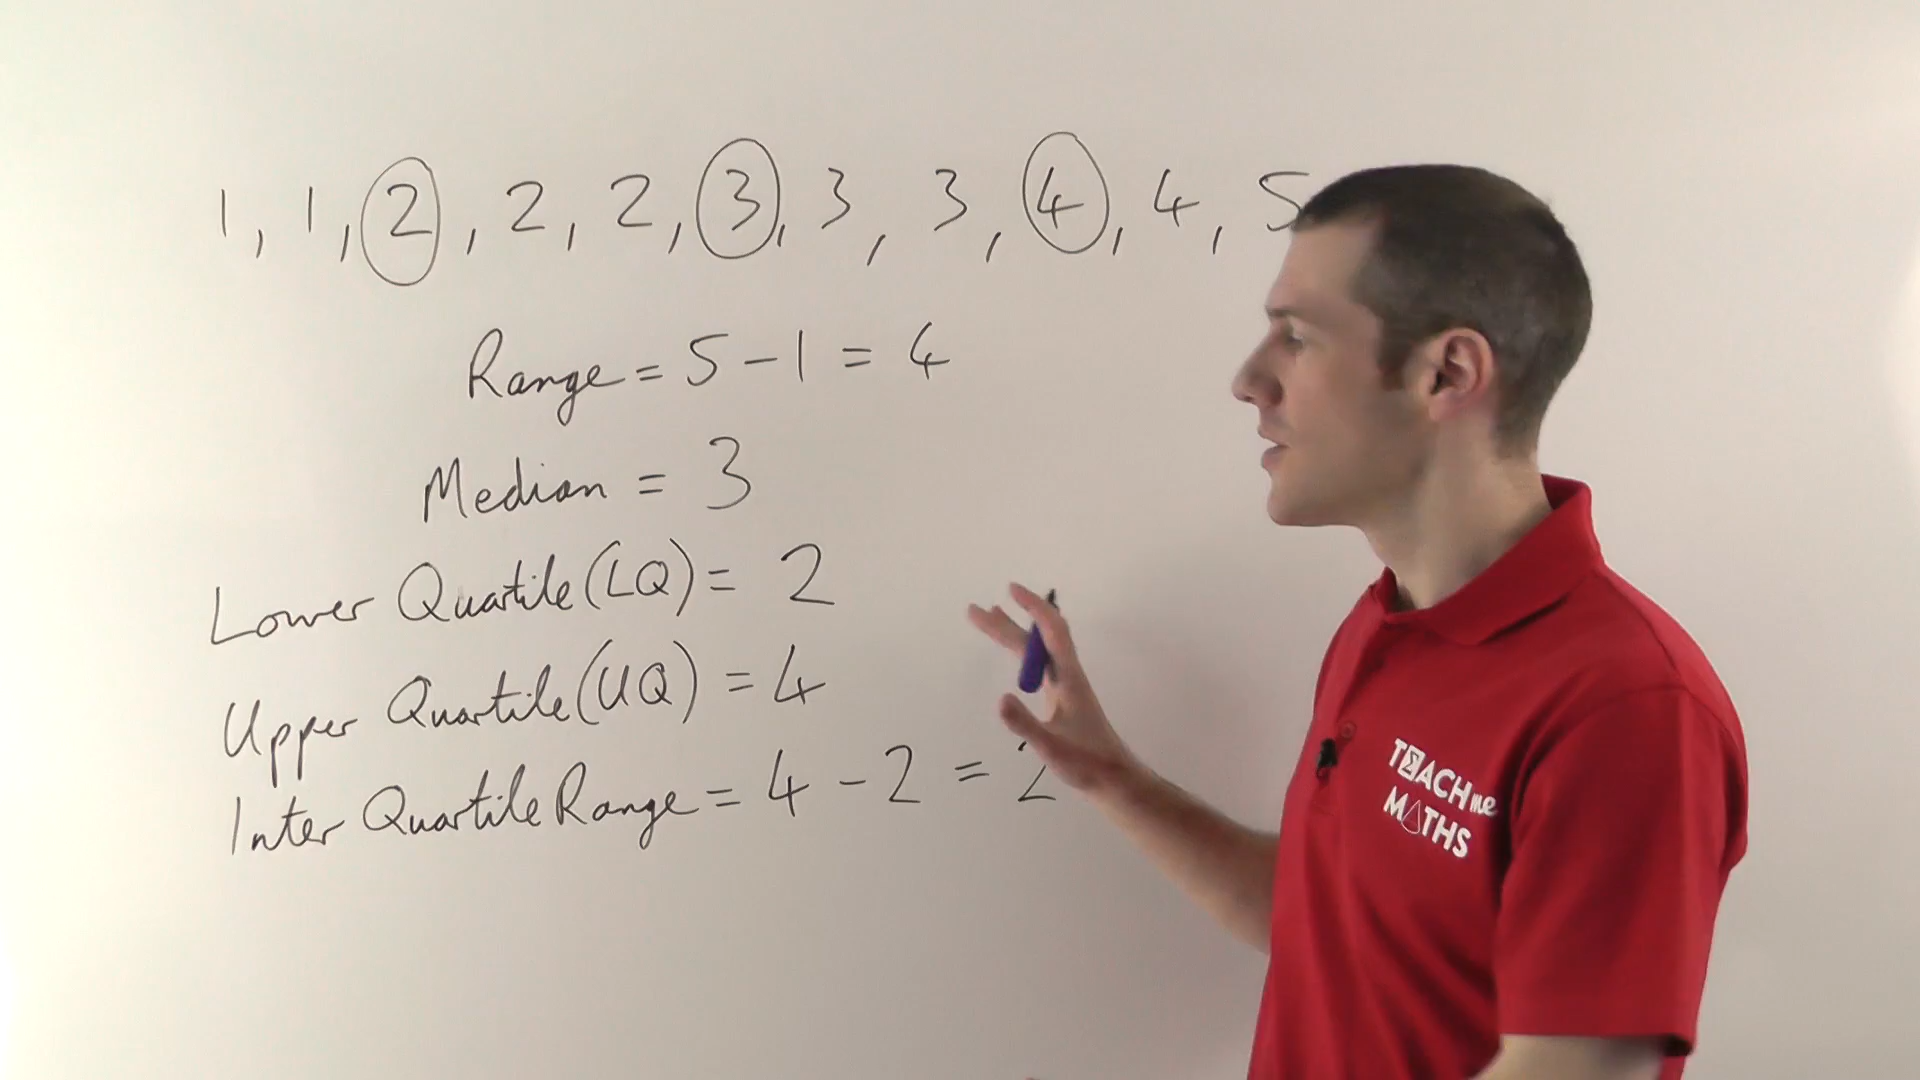 1, 1, 2, 2, 2, 3, 3, 3, 4, 4, 5
Range = 5 - 1 = 4
Median = 3
Lower Quartile (LQ) = 2
Upper Quartile (UQ) = 4
Inter Quartile Range = 4 - 2 = 2
TEACH me
MATHS